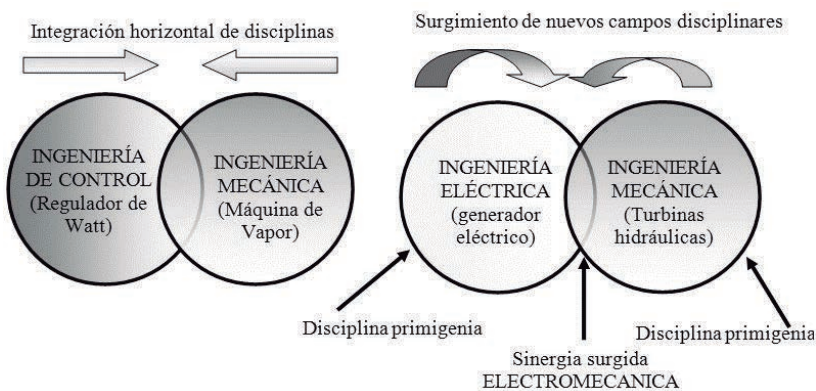 Integración horizontal de disciplinas
Surgimiento de nuevos campos disciplinares
INGENIERÍA
DE CONTROL
(Regulador de
Watt)
INGENIERÍA
MECÁNICA
(Máquina de
Vapor)
INGENIERÍA
ELÉCTRICA
(generador
eléctrico)
INGENIERÍA
MECÁNICA
(Turbinas
hidráulicas)
Disciplina primigenia
Disciplina primigenia
Sinergia surgida
ELECTROMECANICA